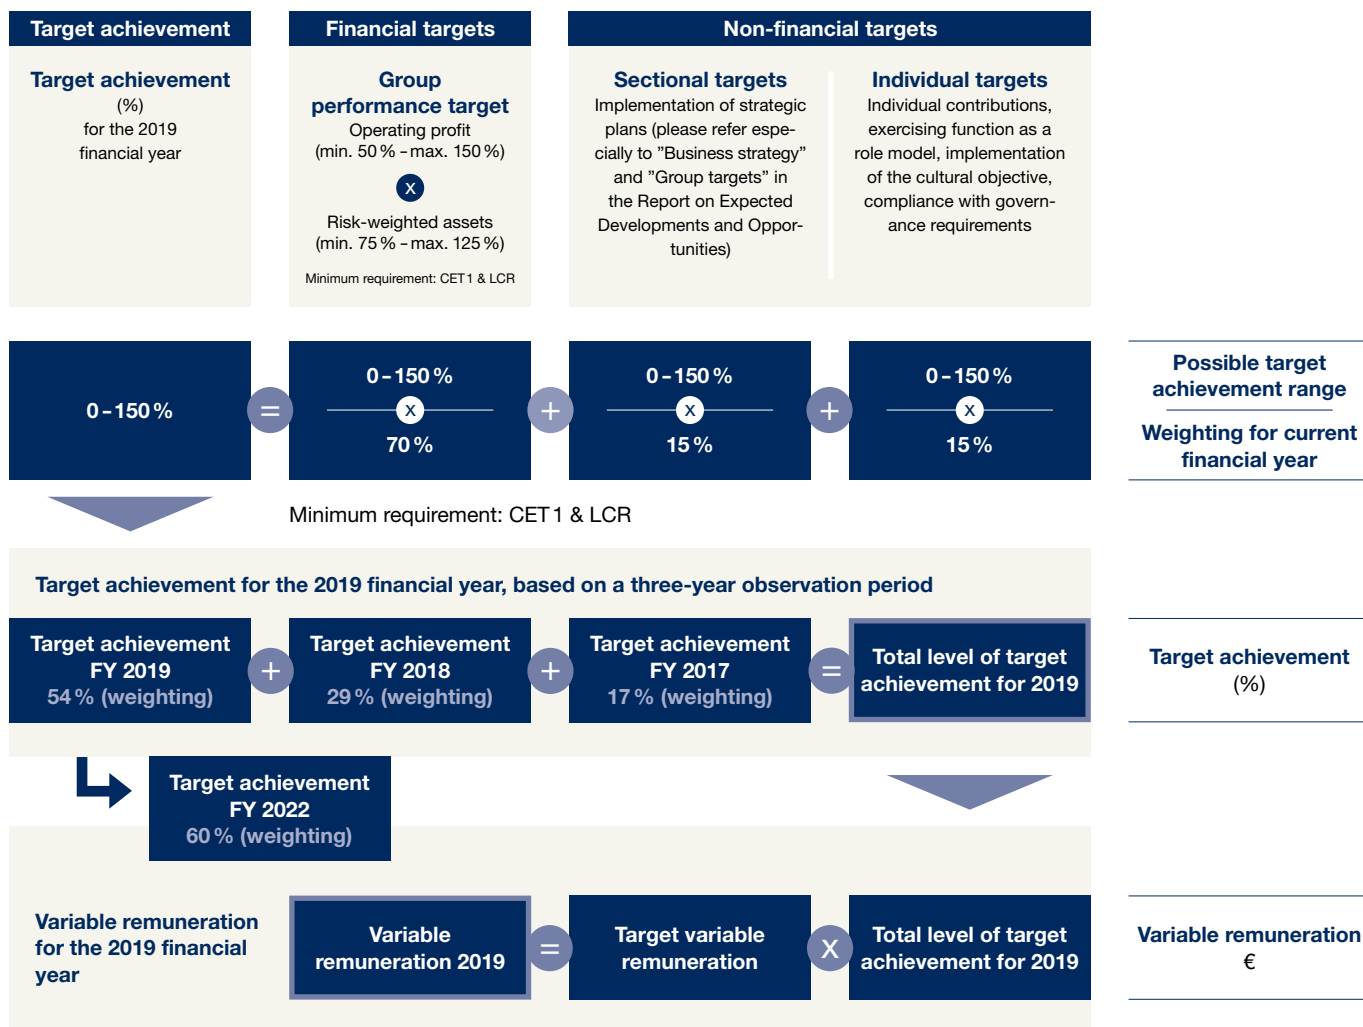 Target achievement
Financial targets
Non-financial targets
Target achievement
(%)
for the 2019
financial year
Group
performance target
Operating profit
(min. 50 % – max. 150 %)
x
Risk-weighted assets
(min. 75 % – max. 125 %)
Minimum requirement: CET 1 & LCR
Sectional targets
Implementation of strategic
plans (please refer espe-
cially to ”Business strategy”
and ”Group targets” in
the Report on Expected
Developments and Oppor-
tunities)
Individual targets
Individual contributions,
exercising function as a
role model, implementation
of the cultural objective,
compliance with govern-
ance requirements
0 – 150 %
=
0 – 150 %
x
70 %
+
0 – 150 %
x
15 %
+
0 – 150 %
x
15 %
Possible target
achievement range
Weighting for current
financial year
Minimum requirement: CET 1 & LCR
Target achievement for the 2019 financial year, based on a three-year observation period
Target achievement
FY 2019
54 % (weighting)
+
Target achievement
FY 2018
29 % (weighting)
+
Target achievement
FY 2017
17 % (weighting)
=
Total level of target
achievement for 2019
Target achievement
(%)
Target achievement
FY 2022
60 % (weighting)
Variable remuneration
for the 2019 financial
year
Variable
remuneration 2019
=
Target variable
remuneration
x
Total level of target
achievement for 2019
Variable remuneration
€